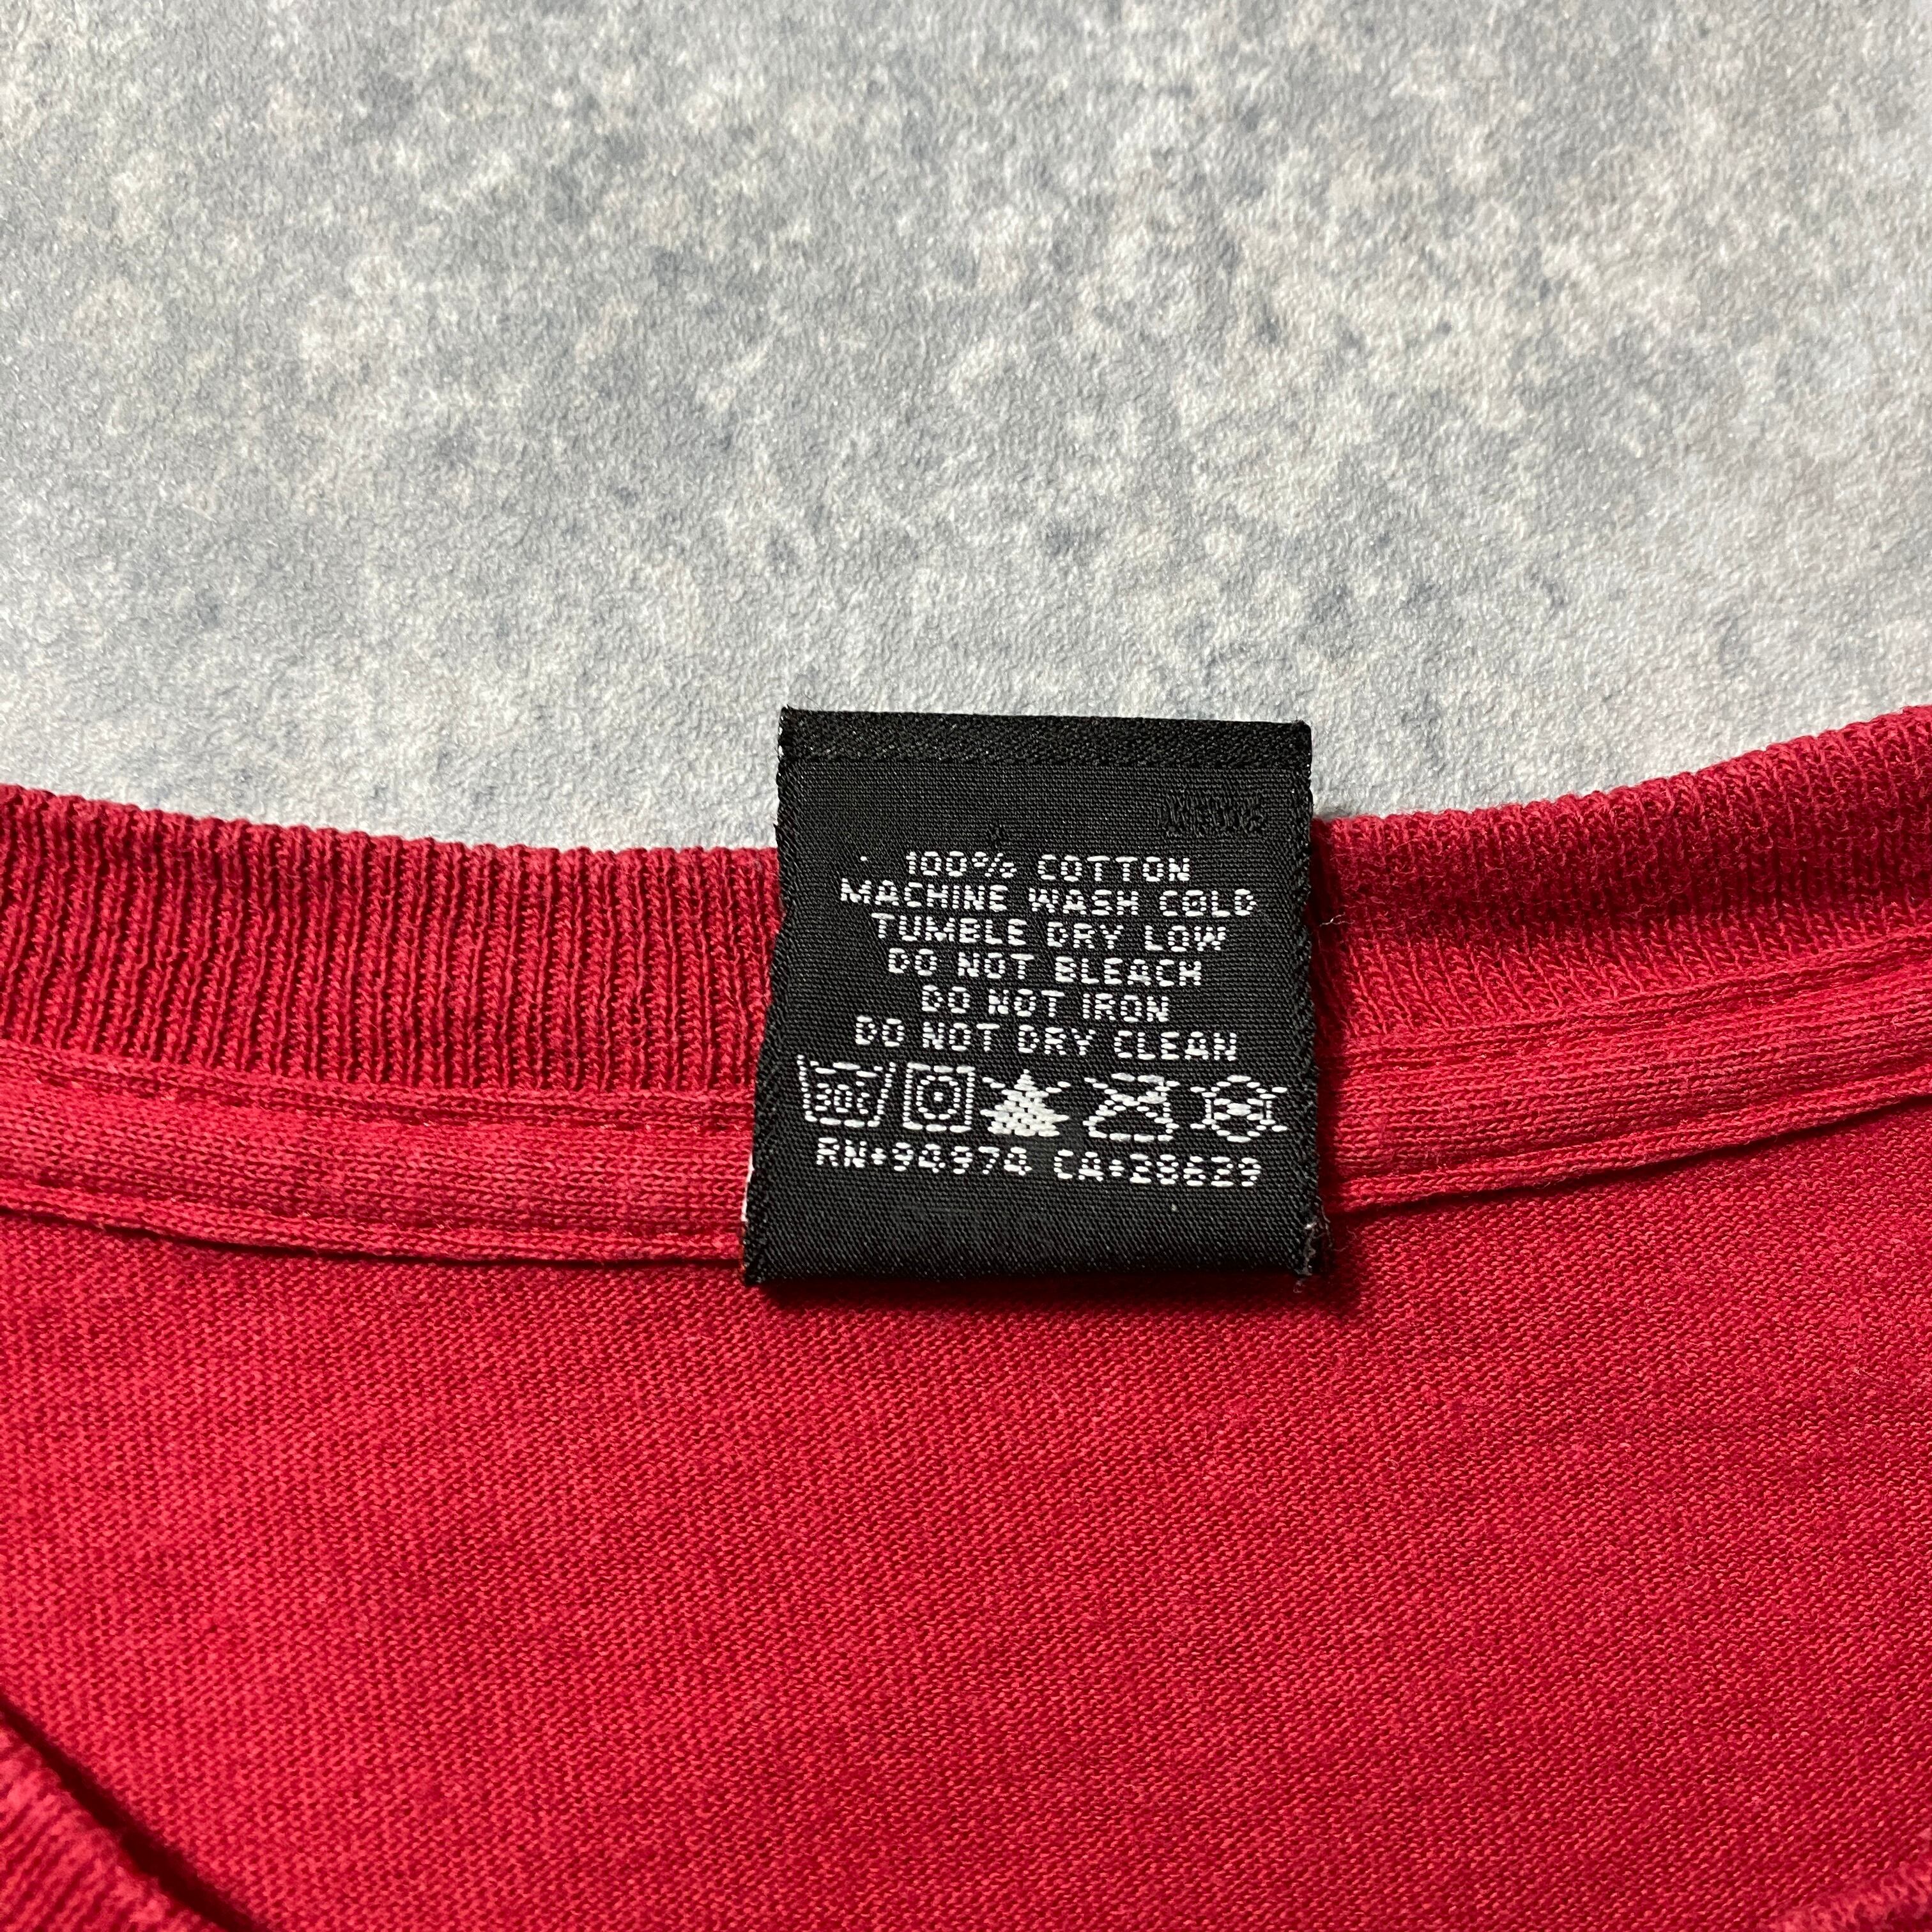 100% COTTON
MACHINE WASH COLD
TUMBLE DRY LOW
DO NOT BLEACH
DO NOT IRON
DO NOT DRY CLEAN
30c
RN•94974 CA•28629